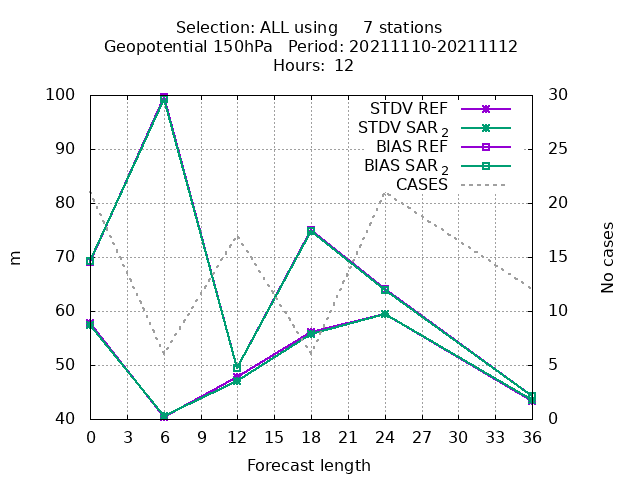 Selection: ALL using     7 stations
Geopotential 150hPa   Period: 20211110-20211112
Hours: 12
100
90
80
70
60
50
40
m
30
25
20
15
10
5
0
No cases
STDV REF
STDV SAR 2
BIAS REF
BIAS SAR 2
CASES
0 3 6 9 12 15 18 21 24 27 30 33 36
Forecast length